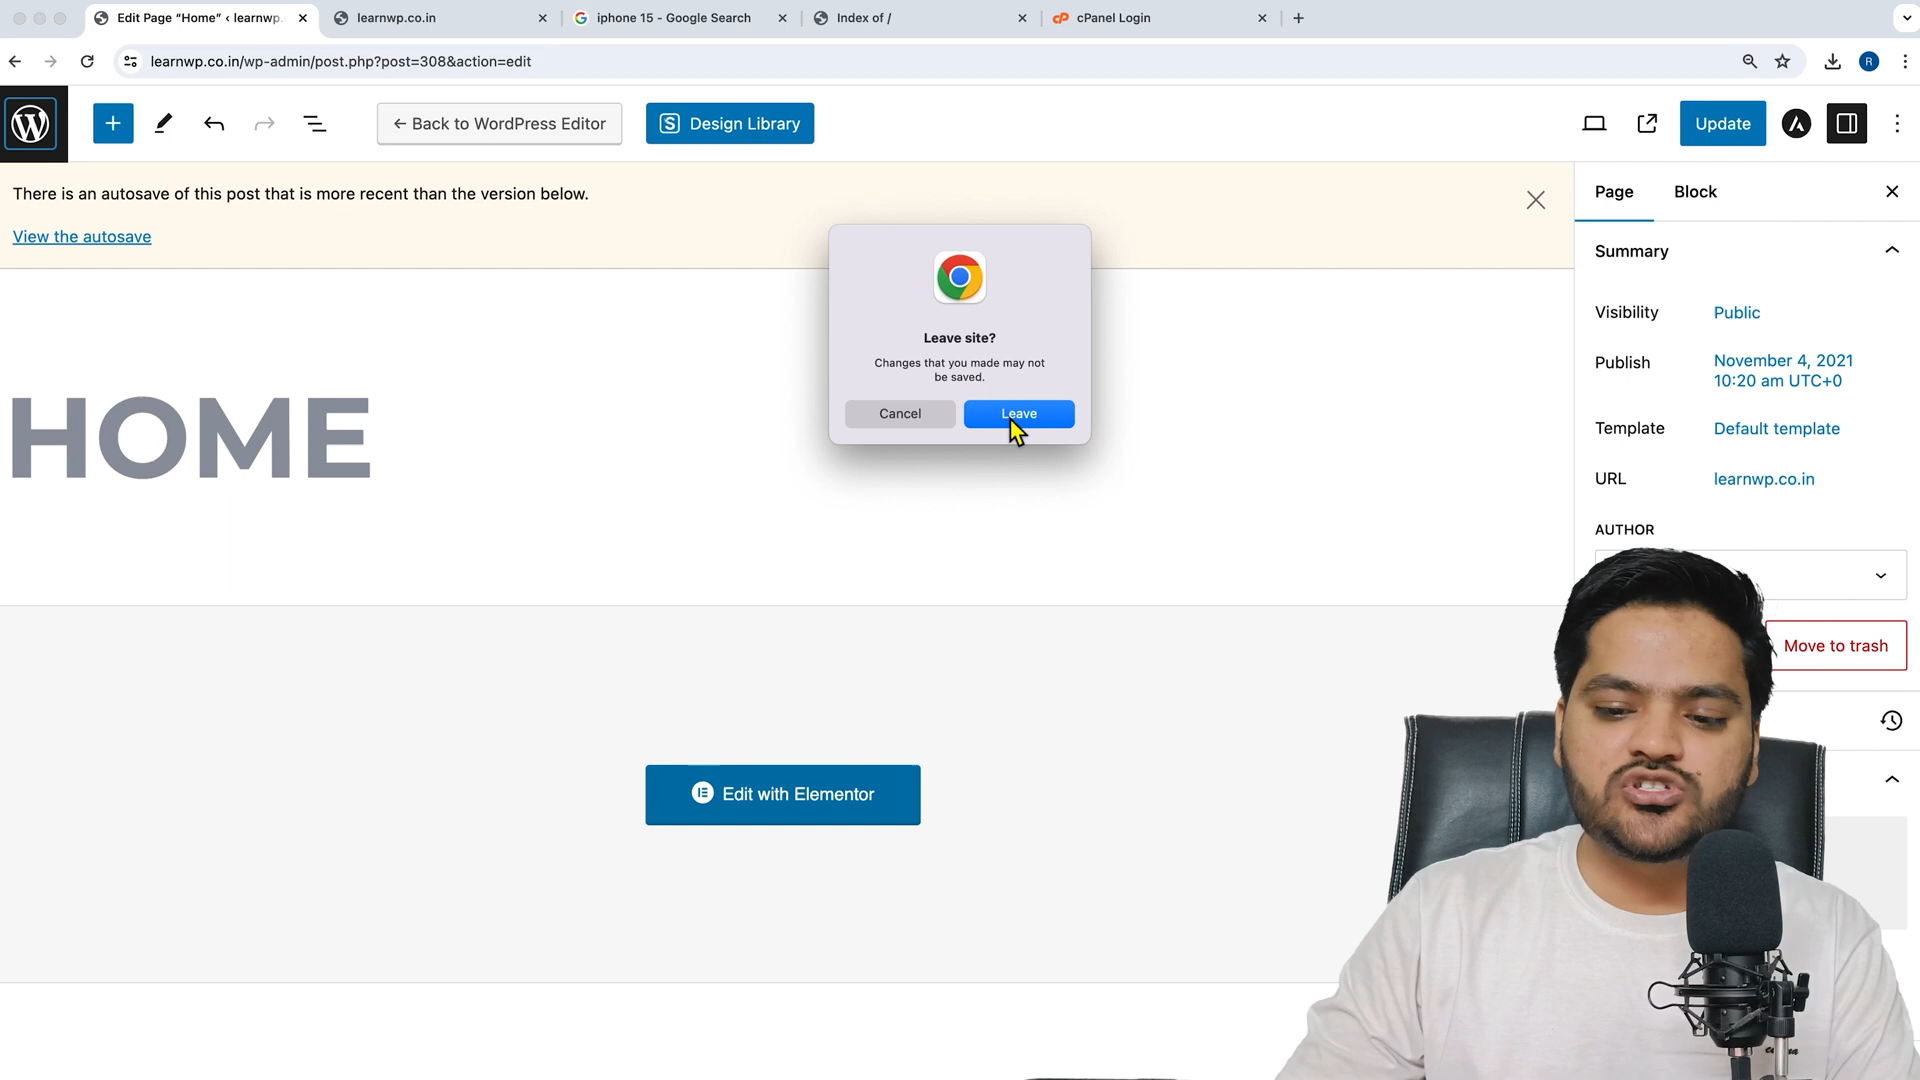 Edit Page “Home” ‹ learnwp.
learnwp.co.in
iphone 15 - Google Search
Index of /
cPanel Login
learnwp.co.in/wp-admin/post.php?post=308&action=edit
R
← Back to WordPress Editor
Design Library
Update
There is an autosave of this post that is more recent than the version below.
View the autosave
Page
Block
Summary
Leave site?
Changes that you made may not
be saved.
Cancel
Leave
Visibility
Public
Publish
November 4, 2021
10:20 am UTC+0
Template
Default template
URL
learnwp.co.in
HOME
AUTHOR
Move to trash
Edit with Elementor